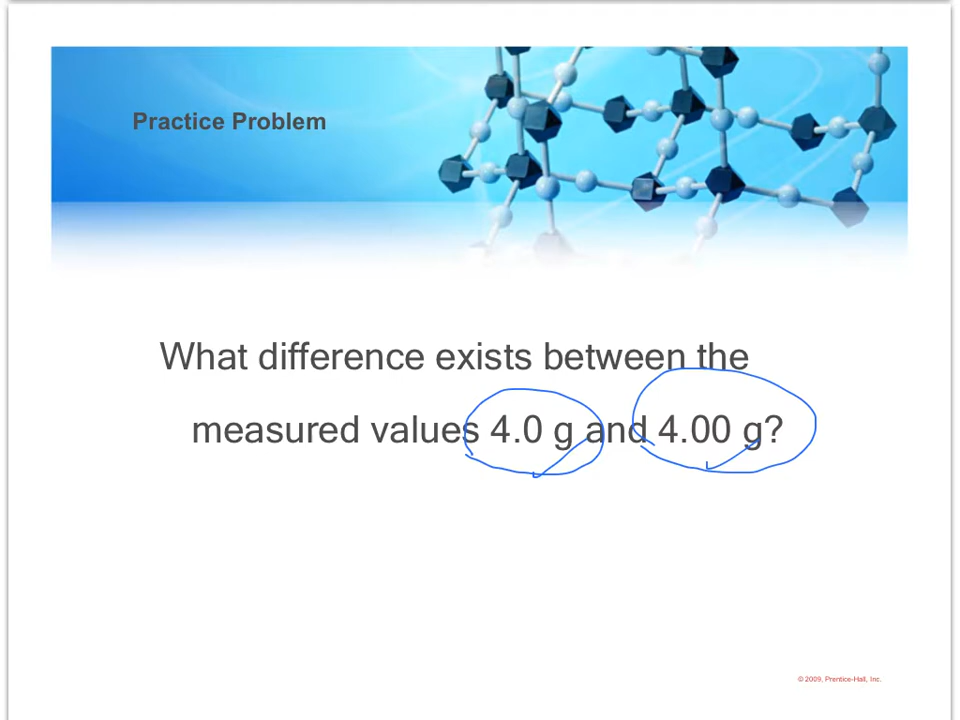 Practice Problem
What difference exists between the
measured values 4.0 g and 4.00 g?
© 2009, Prentice-Hall, Inc.